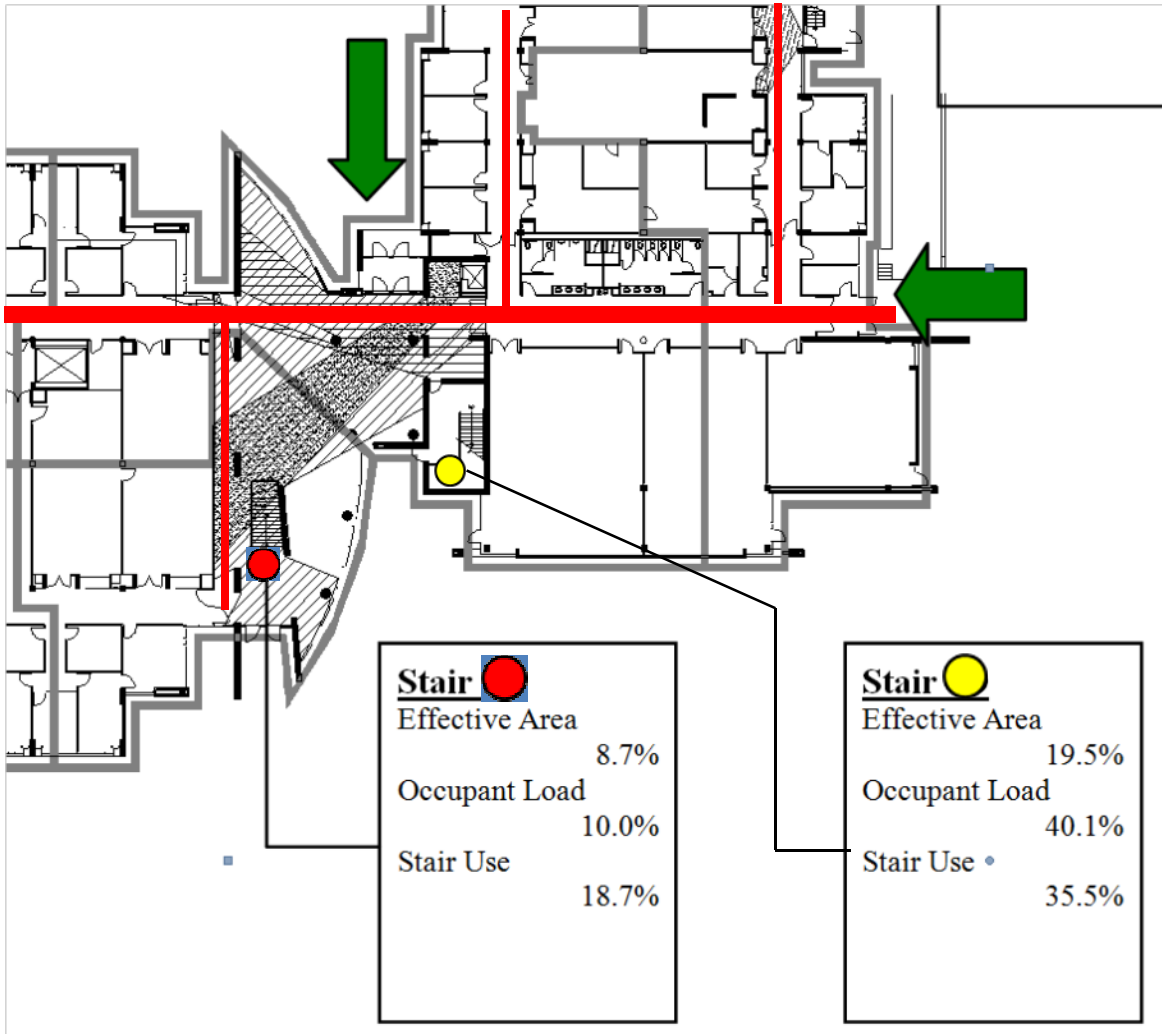 Stair
Effective Area
8.7%
Occupant Load
10.0%
Stair Use
18.7%
Stair
Effective Area
19.5%
Occupant Load
40.1%
Stair Use
35.5%